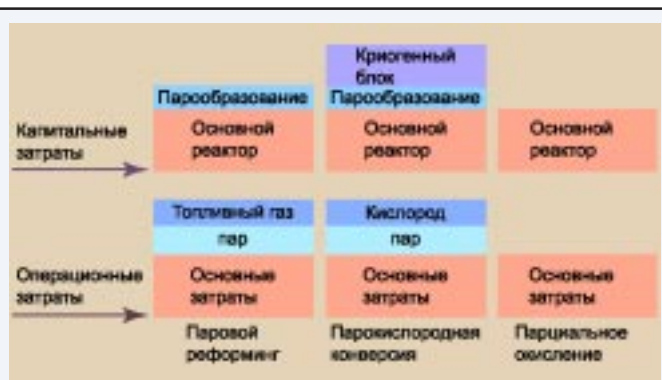 Криогенный
блок
Парообразование
Парообразование
Капитальные
затраты
Основной
реактор
Основной
реактор
Основной
реактор
Топливный газ
Кислород
пар
пар
Операционные
затраты
Основные
затраты
Основные
затраты
Основные
затраты
Паровой
реформинг
Парокислородная
конверсия
Парциальное
окисление